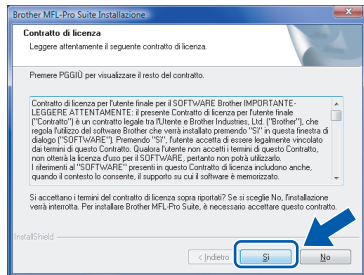 Brother MFL-Pro Suite Installazione
Contratto di licenza
Leggere attentamente il seguente contratto di licenza.
Premere PGGIÙ per visualizzare il resto del contratto.
Contratto di licenza per l'utente finale per il SOFTWARE Brother IMPORTANTE-
LEGGERE ATTENTAMENTE: il presente Contratto di licenza per l'utente finale
("Contratto") è un contratto legale tra l'Utente e Brother Industries, Ltd. ("Brother"), che
regola l'utilizzo del software Brother che verrà installato premendo "Sì" in questa finestra di
dialogo ("SOFTWARE"). Premendo "Sì", l'utente accetta di essere legalmente vincolato
dai termini di questo Contratto. Qualora l'utente non accetti i termini di questo Contratto,
non otterrà la licenza d'uso per il SOFTWARE, pertanto non potrà utilizzarlo.
I riferimenti al "SOFTWARE" presenti in questo Contratto di licenza includono anche,
quando il contesto lo consente, il supporto su cui il software è memorizzato.
Si accettano i termini del contratto di licenza sopra riportati? Se si sceglie No, l'installazione
verrà interrotta. Per installare Brother MFL-Pro Suite, è necessario accettare questo contratto.
InstallShield
< Indietro
Sì
No